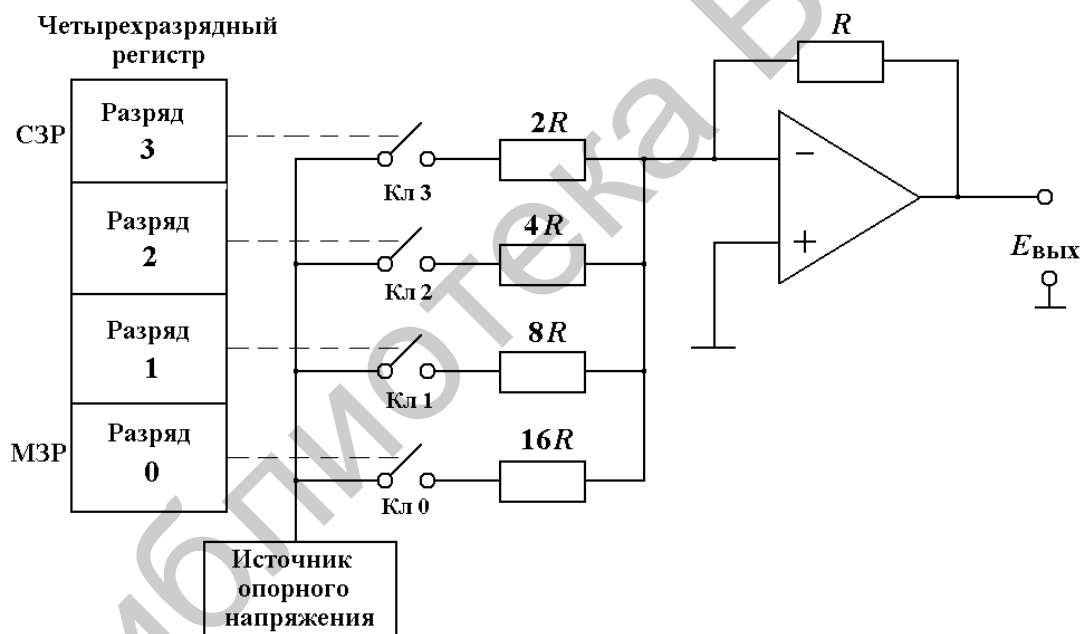 Четырехразрядный
регистр
R
СЗР
Разряд
3
2R
Кл 3
−
Разряд
2
4R
Кл 2
+
Eвых
Разряд
1
8R
Кл 1
МЗР
Разряд
0
16R
Кл 0
Источник
опорного
напряжения
библиотека Б